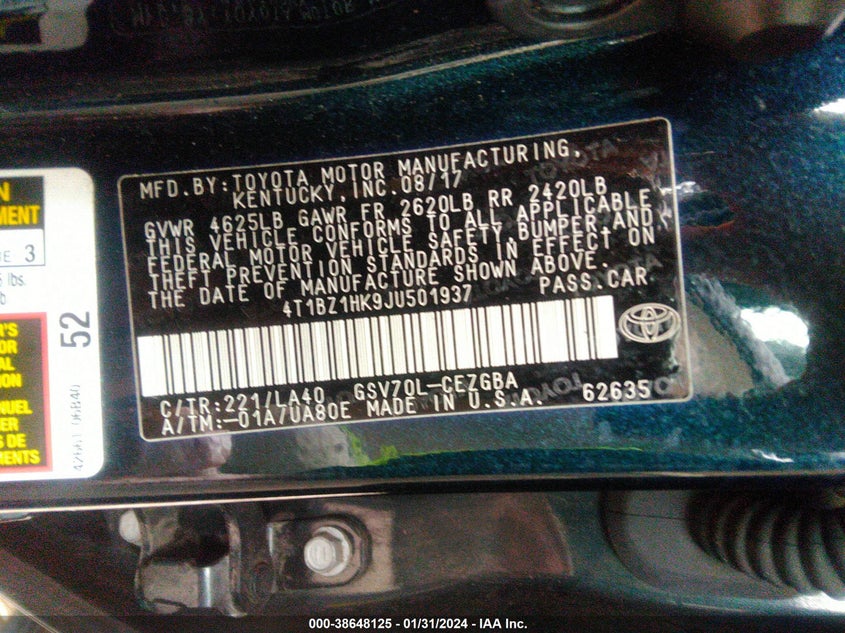 MFD.BY:TOYOTA MOTOR MANUFACTURING,
KENTUCKY, INC. 08/17
GVWR 4625LB GAWR FR 2620LB RR 2420LB
THIS VEHICLE CONFORMS TO ALL APPLICABLE
FEDERAL MOTOR VEHICLE SAFETY, BUMPER, AND
THEFT PREVENTION STANDARDS IN EFFECT ON
THE DATE OF MANUFACTURE SHOWN ABOVE.
4T1BZ1HK9JU501937 PASS.CAR
C/TR:221/LA40 GSV70L-CEZGBA
A/TM:-01A7UA80E MADE IN U.S.A. 62635
3
lbs.
52
000-38648125 - 01/31/2024 - IAA Inc.